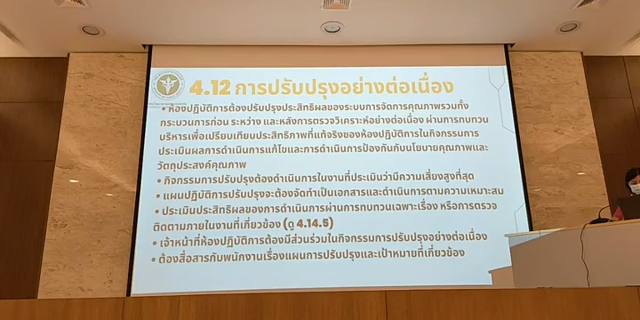 4.12 การปรับปรุงอย่างต่อเนื่อง
• ห้องปฏิบัติการต้องปรับปรุงประสิทธิผลของระบบการจัดการคุณภาพรวมทั้ง
กระบวนการก่อน ระหว่าง และหลังการตรวจวิเคราะห์อย่างต่อเนื่อง ผ่านการทบทวน
บริหารเพื่อเปรียบเทียบประสิทธิภาพที่แท้จริงของห้องปฏิบัติการในกิจกรรมการ
ประเมินผลการดำเนินการแก้ไขและการดำเนินการป้องกันกับนโยบายคุณภาพและ
วัตถุประสงค์คุณภาพ
• กิจกรรมการปรับปรุงต้องดำเนินการในงานที่ประเมินว่ามีความเสี่ยงสูงที่สุด
• แผนปฏิบัติการปรับปรุงจะต้องจัดทำเป็นเอกสารและดำเนินการตามความเหมาะสม
• ประเมินประสิทธิผลของการดำเนินการผ่านการทบทวนเฉพาะเรื่อง หรือการตรวจ
ติดตามภายในงานที่เกี่ยวข้อง (ดู 4.14.5)
• เจ้าหน้าที่ห้องปฏิบัติการต้องมีส่วนร่วมในกิจกรรมการปรับปรุงอย่างต่อเนื่อง
• ต้องสื่อสารกับพนักงานเรื่องแผนการปรับปรุงและเป้าหมายที่เกี่ยวข้อง